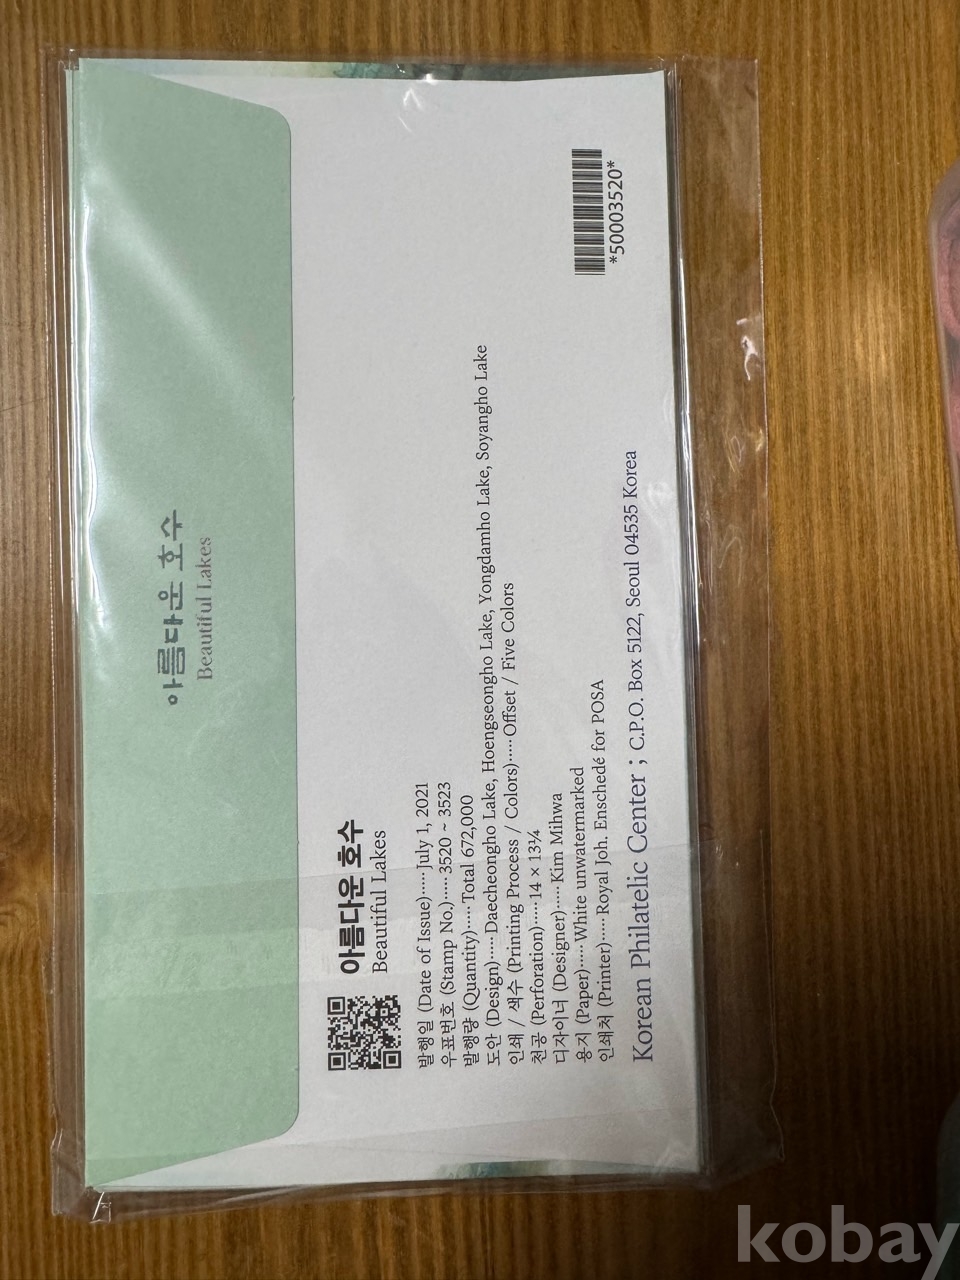 아름다운 호수
Beautiful Lakes
아름다운 호수
Beautiful Lakes
발행일 (Date of Issue)····· July 1, 2021
우표번호 (Stamp No.)····· 3520 ~ 3523
발행량 (Quantity)····· Total 672,000
도안 (Design)····· Daecheongho Lake, Hoengseongho Lake, Yongdamho Lake, Soyangho Lake
인쇄 / 색수 (Printing Process / Colors)····· Offset / Five Colors
천공 (Perforation)····· 14 × 13¼
디자이너 (Designer)····· Kim Mihwa
용지 (Paper)····· White unwatermarked
인쇄처 (Printer)····· Royal Joh. Enschedé for POSA
Korean Philatelic Center ; C.P.O. Box 5122, Seoul 04535 Korea
*50003520*
kobay